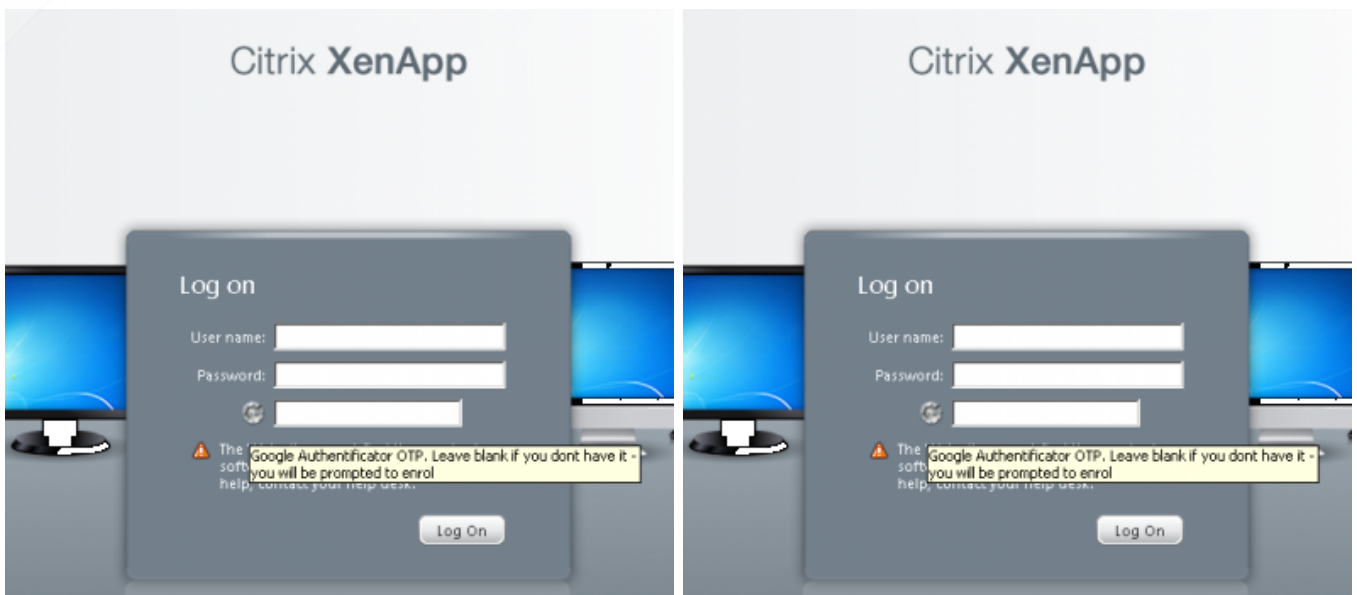 Citrix XenApp
Log on
User name:
Password:
The
Google Authentificator OTP. Leave blank if you dont have it -
soft
you will be prompted to enrol
help, contact your help desk.
Log On
Citrix XenApp
Log on
User name:
Password:
The
Google Authentificator OTP. Leave blank if you dont have it -
soft
you will be prompted to enrol
help, contact your help desk.
Log On